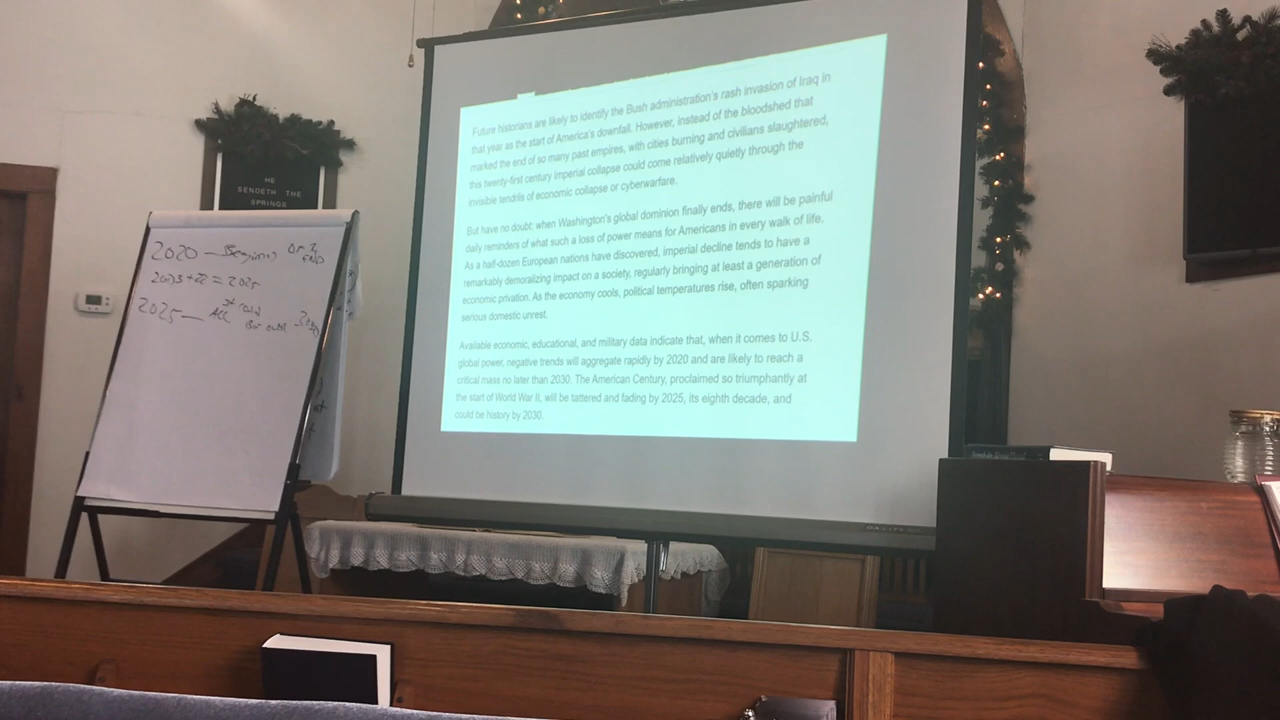 HE
SENDETH THE
SPRINGS
2020 — Begining of
END
2003+22 = 2025
2025 — All
Future historians are likely to identify the Bush administration's rash invasion of Iraq in
that year as the start of America's downfall. However, instead of the bloodshed that
marked the end of so many past empires, with cities burning and civilians slaughtered,
this twenty-first century imperial collapse could come relatively quietly through the
invisible tendrils of economic collapse or cyberwarfare.
But have no doubt: when Washington's global dominion finally ends, there will be painful
daily reminders of what such a loss of power means for Americans in every walk of life.
As a half-dozen European nations have discovered, imperial decline tends to have a
remarkably demoralizing impact on a society, regularly bringing at least a generation of
economic privation. As the economy cools, political temperatures rise, often sparking
serious domestic unrest.
Available economic, educational, and military data indicate that, when it comes to U.S.
global power, negative trends will aggregate rapidly by 2020 and are likely to reach a
critical mass no later than 2030. The American Century, proclaimed so triumphantly at
the start of World War II, will be tattered and fading by 2025, its eighth decade, and
could be history by 2030.
DA-LITE